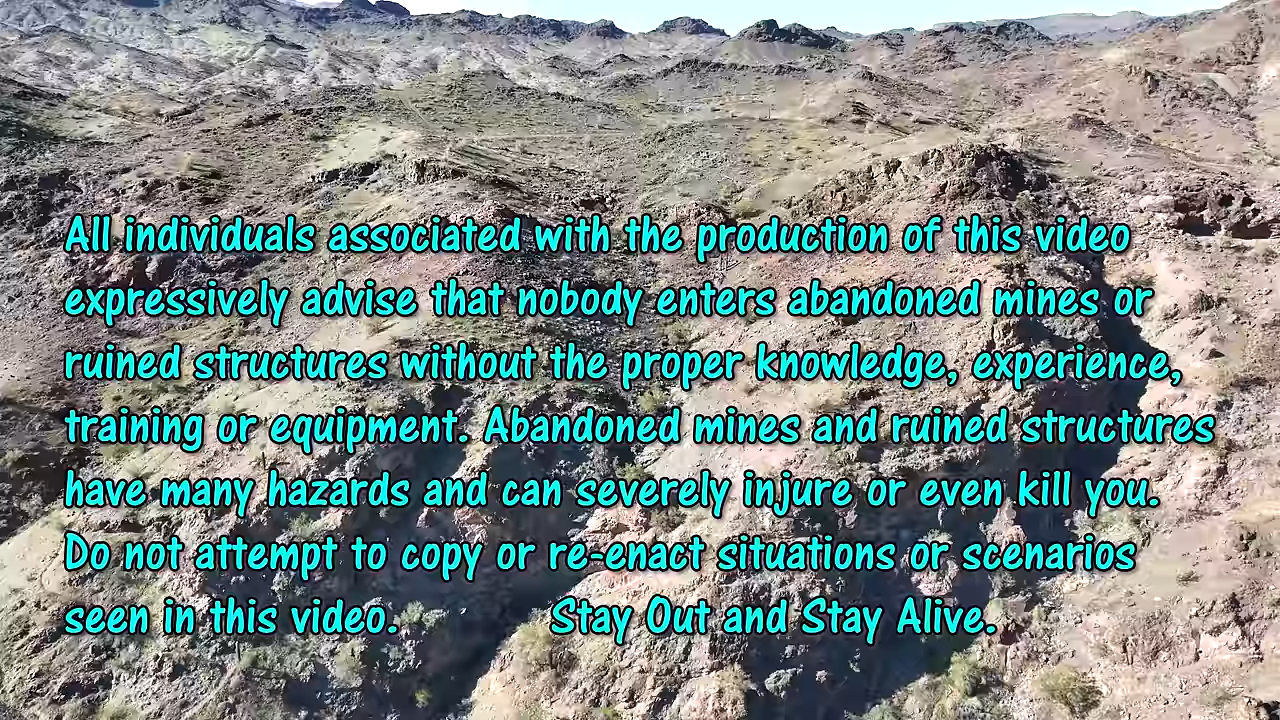 All individuals associated with the production of this video
expressively advise that nobody enters abandoned mines or
ruined structures without the proper knowledge, experience,
training or equipment. Abandoned mines and ruined structures
have many hazards and can severely injure or even kill you.
Do not attempt to copy or re-enact situations or scenarios
seen in this video. Stay Out and Stay Alive.